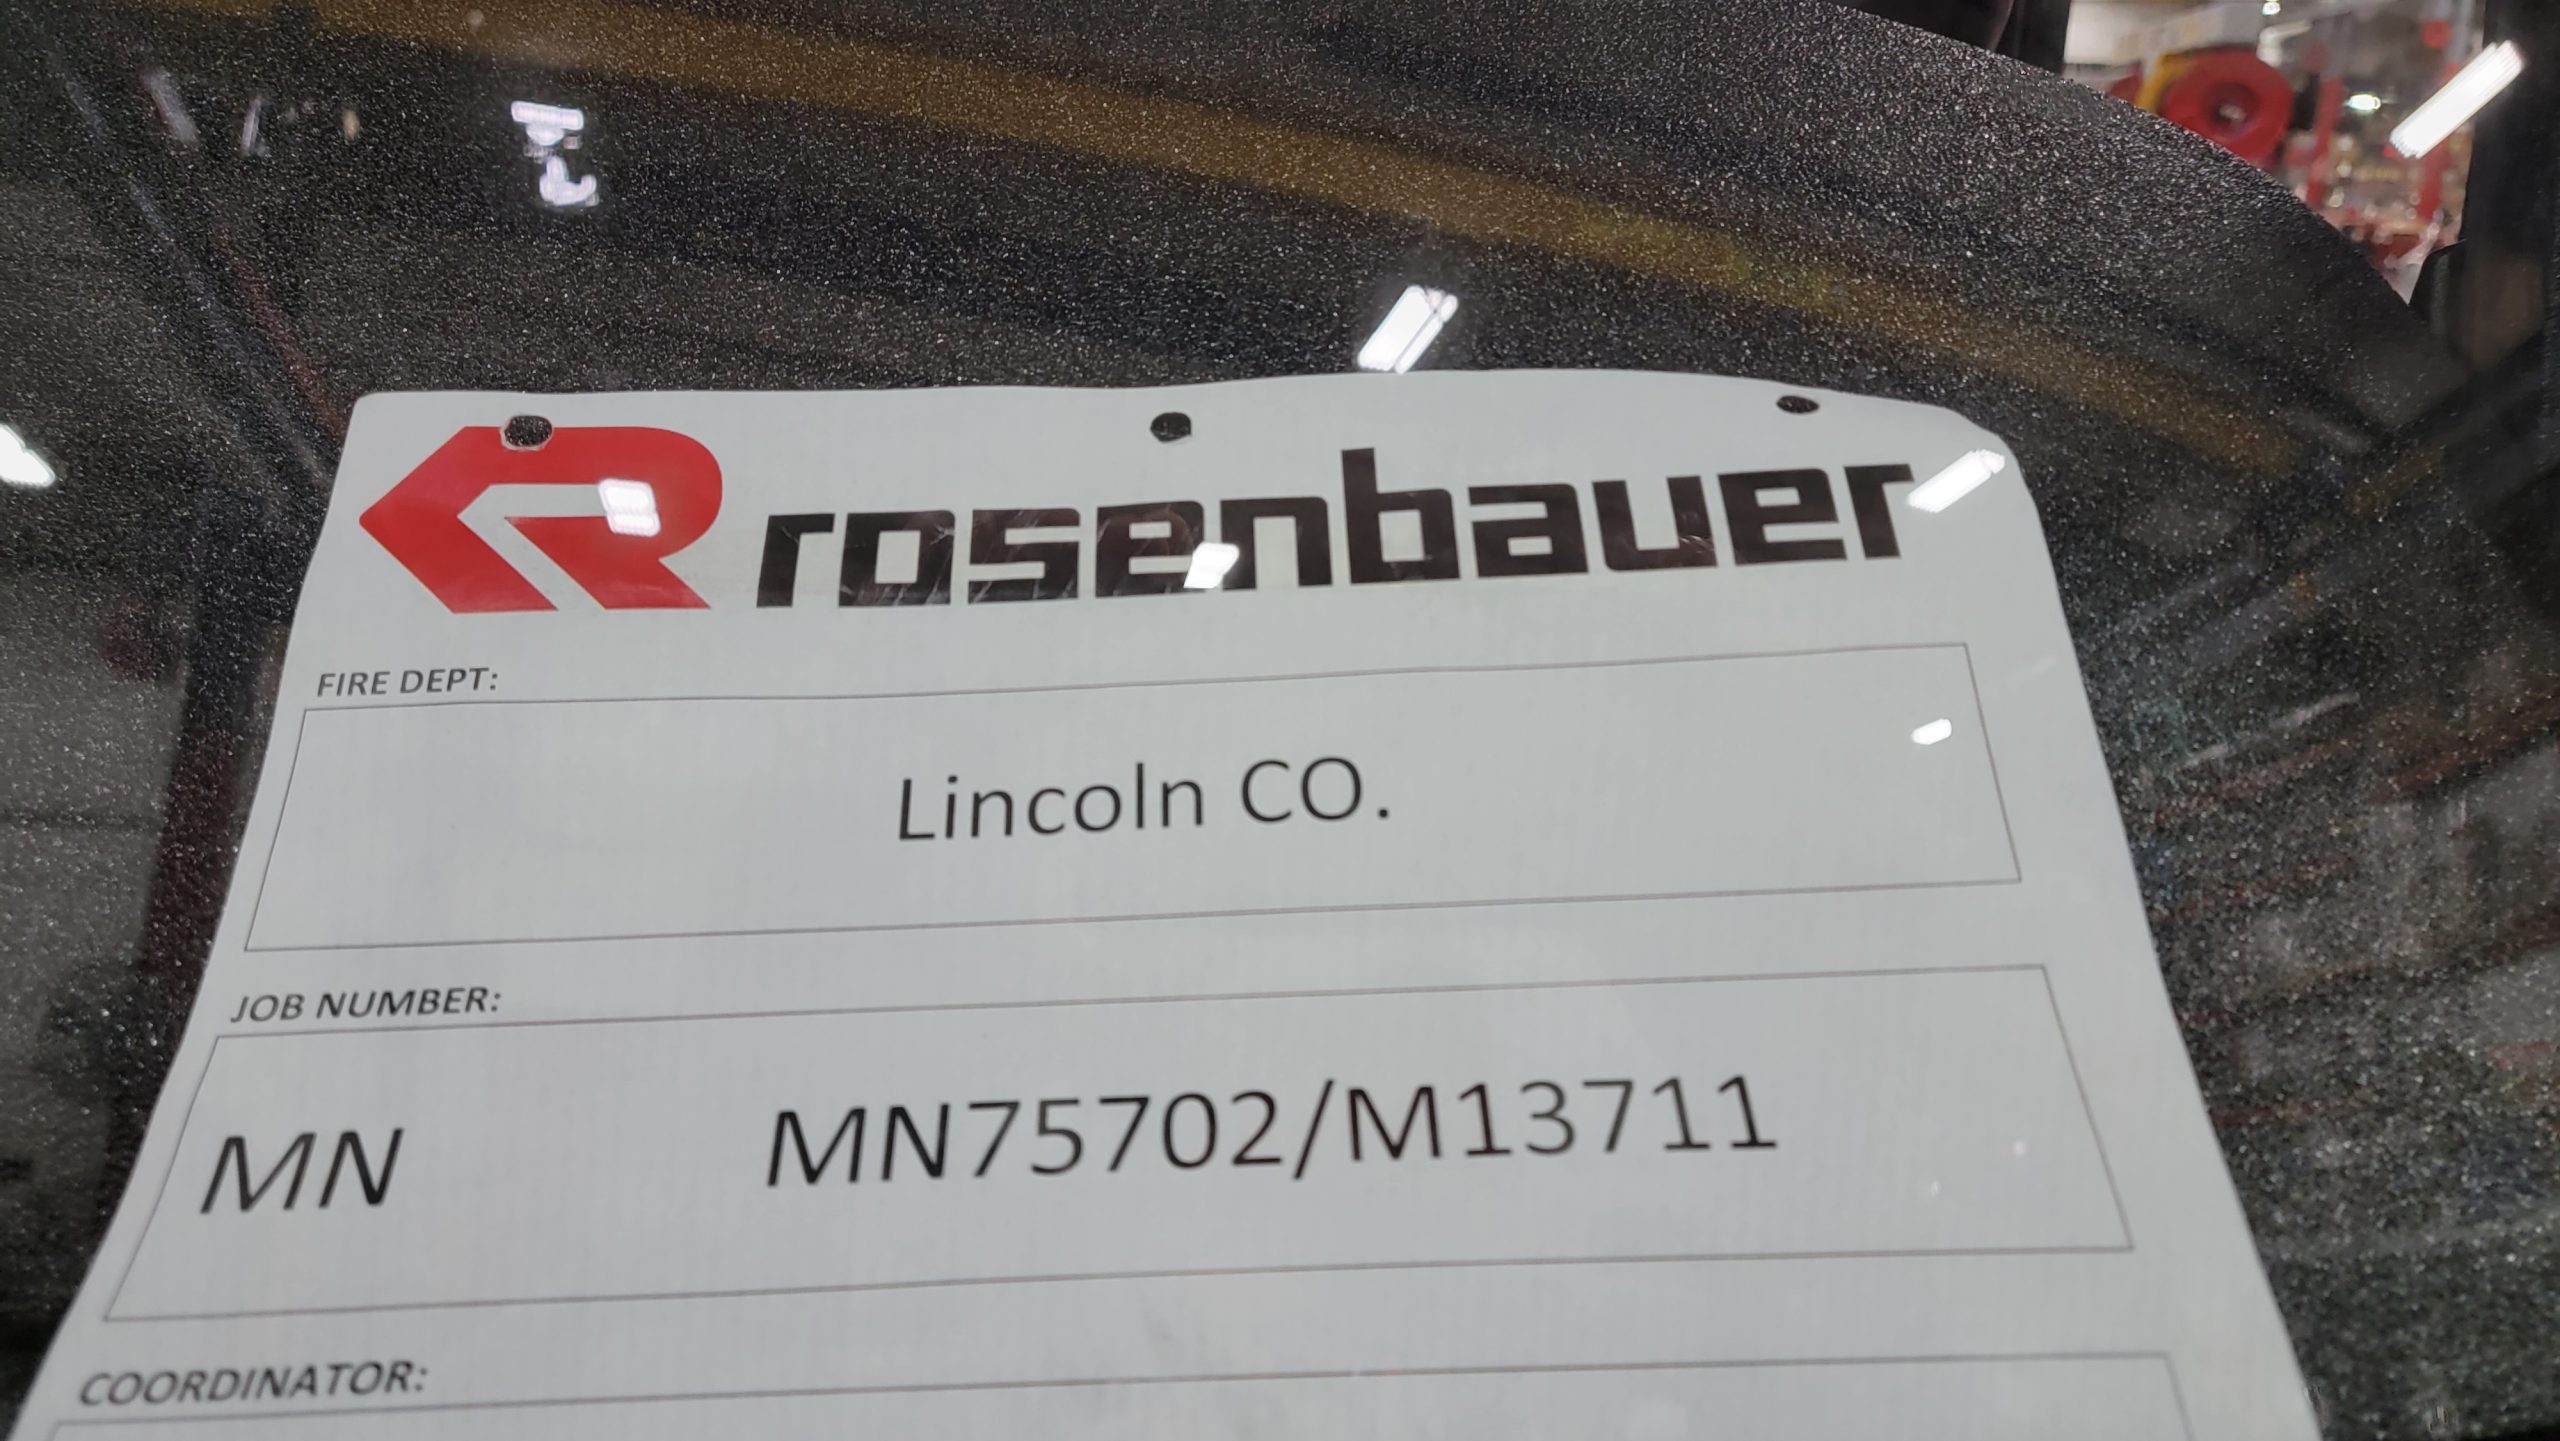 rosenbauer
FIRE DEPT:
Lincoln CO.
JOB NUMBER:
MN MN75702/M13711
COORDINATOR: